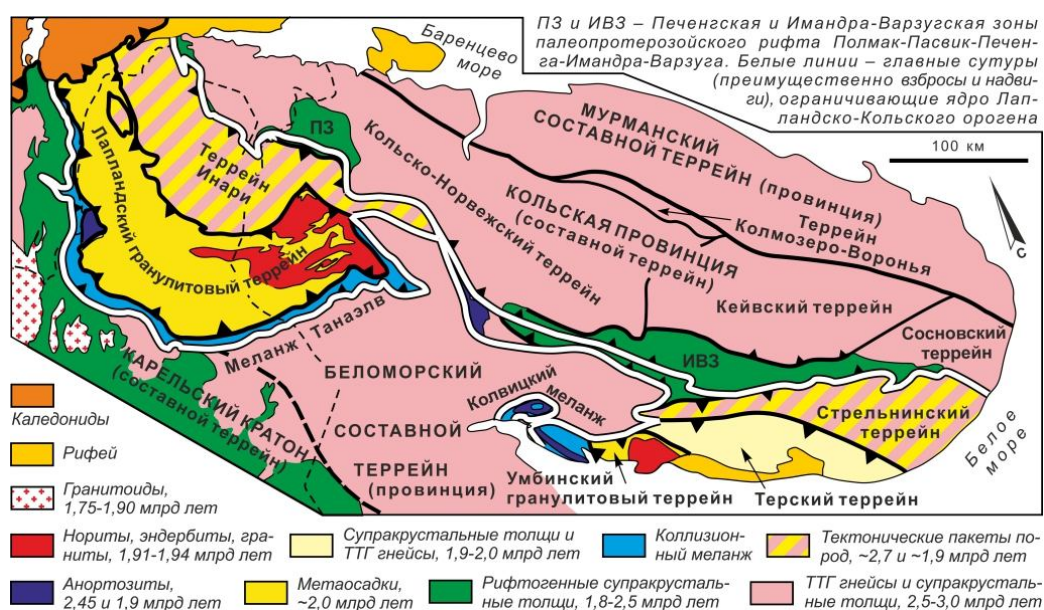 ПЗ и ИВЗ – Печенгская и Имандра-Варзугская зоны
палеопротерозойского рифта Полмак-Пасвик-Печен-
га-Имандра-Варзуга. Белые линии – главные сутуры
(преимущественно взбросы и надви-
ги), ограничивающие ядро Лап-
ландско-Кольского орогена
Баренцево
море
100 км
С
МУРМАНСКИЙ
СОСТАВНОЙ ТЕРРЕЙН (провинция)
ПЗ
Террейн
Инари
Лапландский гранулитовый террейн
Кольско-Норвежский террейн
КОЛЬСКАЯ ПРОВИНЦИЯ
(составной террейн)
Террейн
Колмозеро-Воронья
Кейвский террейн
Сосновский
террейн
ИВЗ
Меланж Танаэлв
КАРЕЛЬСКИЙ КРАТОН
(составной террейн)
БЕЛОМОРСКИЙ
СОСТАВНОЙ
ТЕРРЕЙН
(провинция)
Колвицкий
меланж
Стрельнинский
террейн
Умбинский
гранулитовый террейн
Терский террейн
Белое
море
Каледониды
Рифей
Гранитоиды,
1,75-1,90 млрд лет
Нориты, эндербиты, гра-
ниты, 1,91-1,94 млрд лет
Супракрустальные толщи и
ТТГ гнейсы, 1,9-2,0 млрд лет
Коллизион-
ный меланж
Тектонические пакеты по-
род, ~2,7 и ~1,9 млрд лет
Анортозиты,
2,45 и 1,9 млрд лет
Метаосадки,
~2,0 млрд лет
Рифтогенные супракрусталь-
ные толщи, 1,8-2,5 млрд лет
ТТГ гнейсы и супракрусталь-
ные толщи, 2,5-3,0 млрд лет